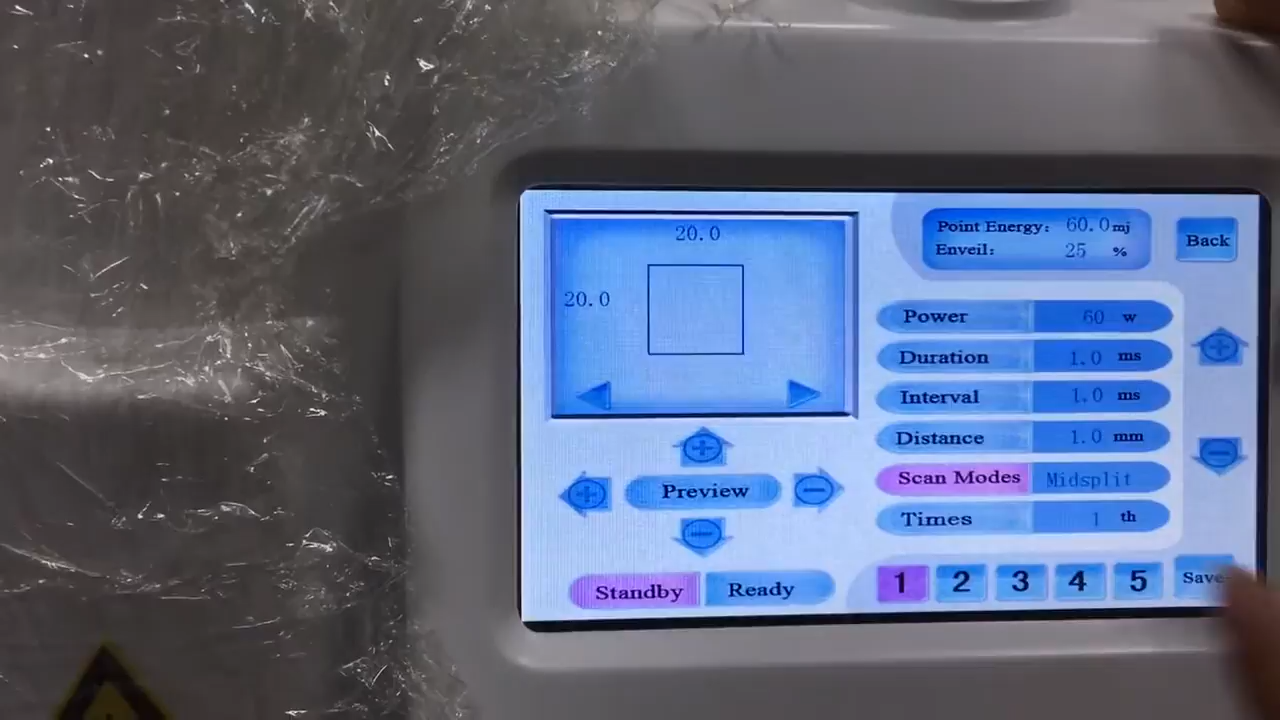 20.0
20.0
Preview
Standby Ready
Point Energy: 60.0 mj
Enveil: 25 %
Back
Power 60 w
Duration 1.0 ms
Interval 1.0 ms
Distance 1.0 mm
Scan Modes Midsplit
Times 1 th
1 2 3 4 5 Save